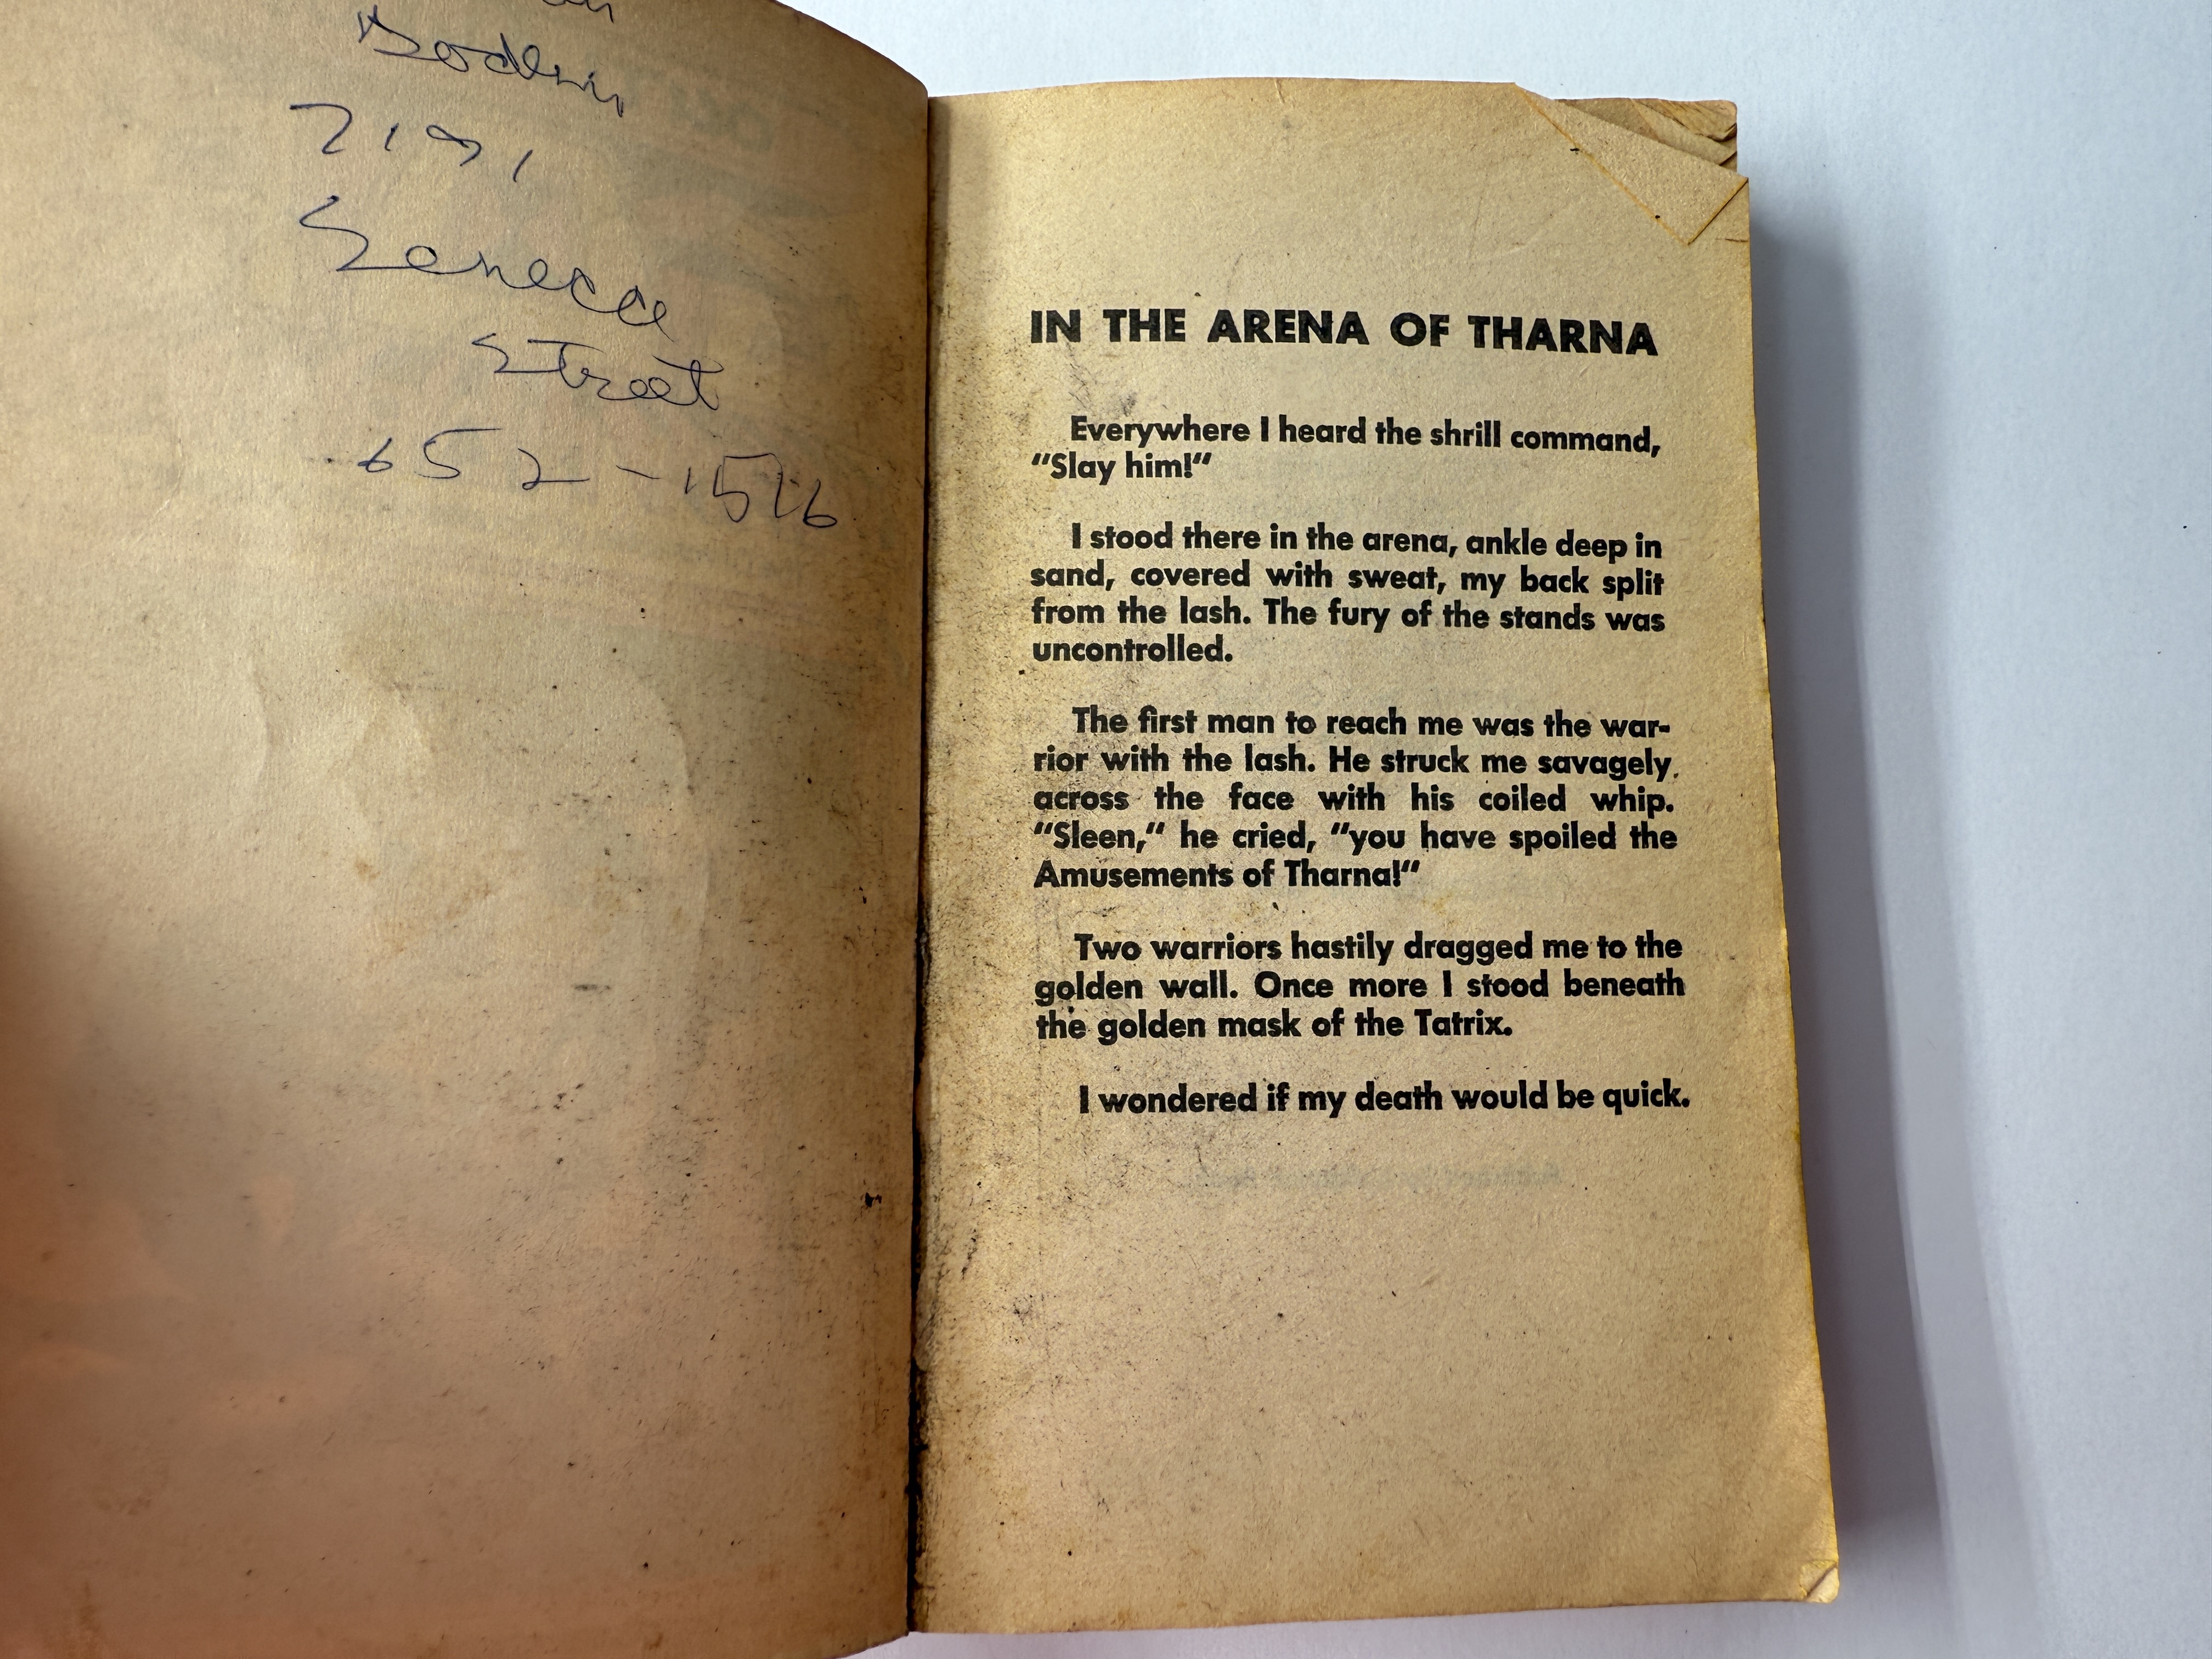 Seneca
Street
652-1516
IN THE ARENA OF THARNA
Everywhere I heard the shrill command,
"Slay him!"
I stood there in the arena, ankle deep in
sand, covered with sweat, my back split
from the lash. The fury of the stands was
uncontrolled.
The first man to reach me was the war-
rior with the lash. He struck me savagely
across the face with his coiled whip.
"Sleen," he cried, "you have spoiled the
Amusements of Tharna!"
Two warriors hastily dragged me to the
golden wall. Once more I stood beneath
the golden mask of the Tatrix.
I wondered if my death would be quick.